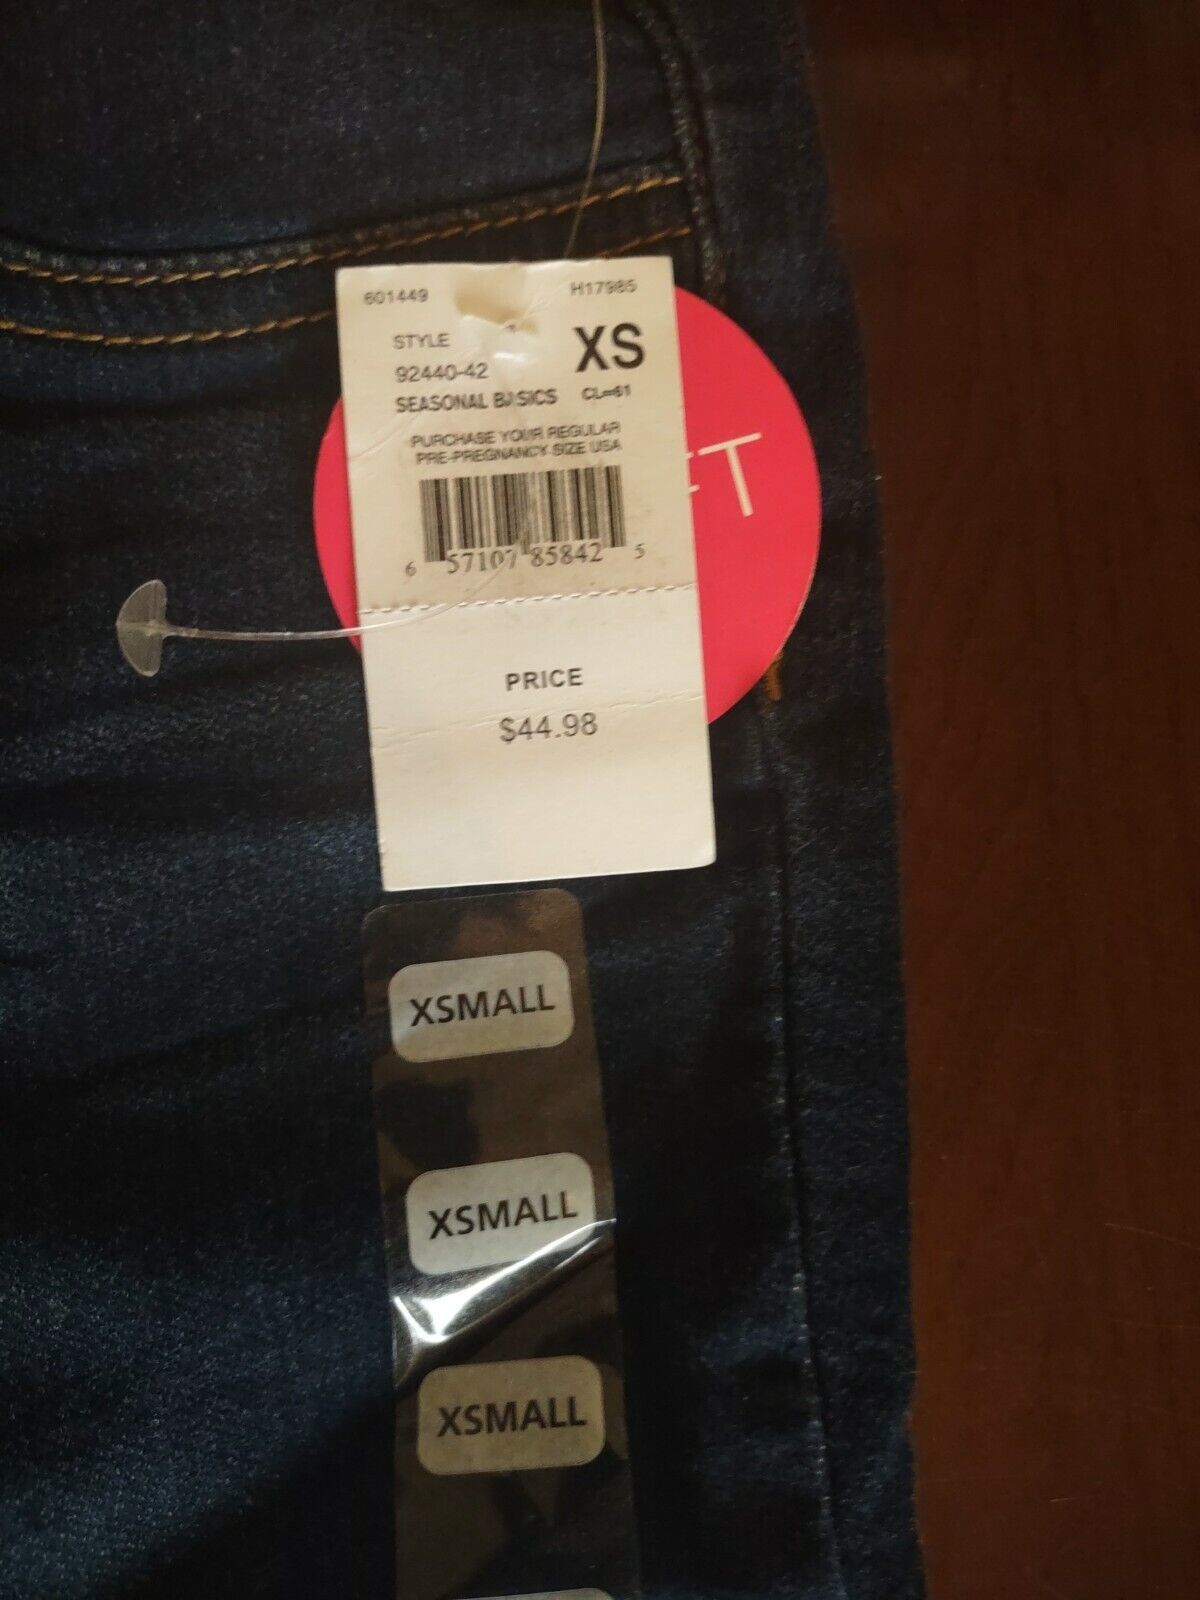 601449 H17985
STYLE XS
92440-42
SEASONAL BASICS CL=61
PURCHASE YOUR REGULAR
PRE-PREGNANCY SIZE USA
6 57107 85842 5
PRICE
$44.98
XSMALL
XSMALL
XSMALL